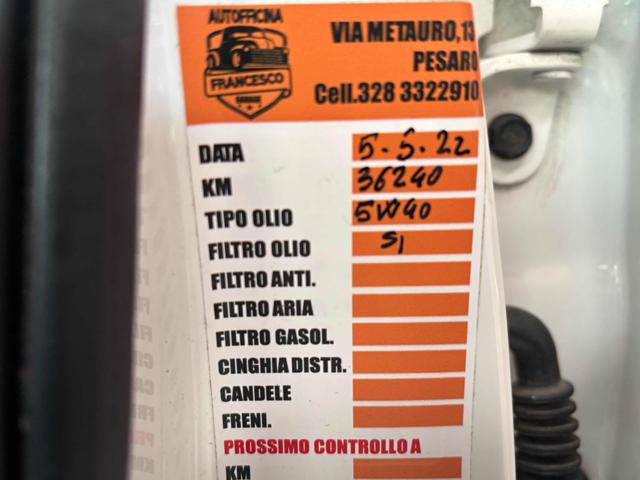 AUTOFFICINA
FRANCESCO
GARAGE
VIA METAURO,13
PESARO
Cell.328 3322910
DATA 5-5-22
KM 36240
TIPO OLIO 5W40
FILTRO OLIO SI
FILTRO ANTI.
FILTRO ARIA
FILTRO GASOL.
CINGHIA DISTR.
CANDELE
FRENI.
PROSSIMO CONTROLLO A
KM